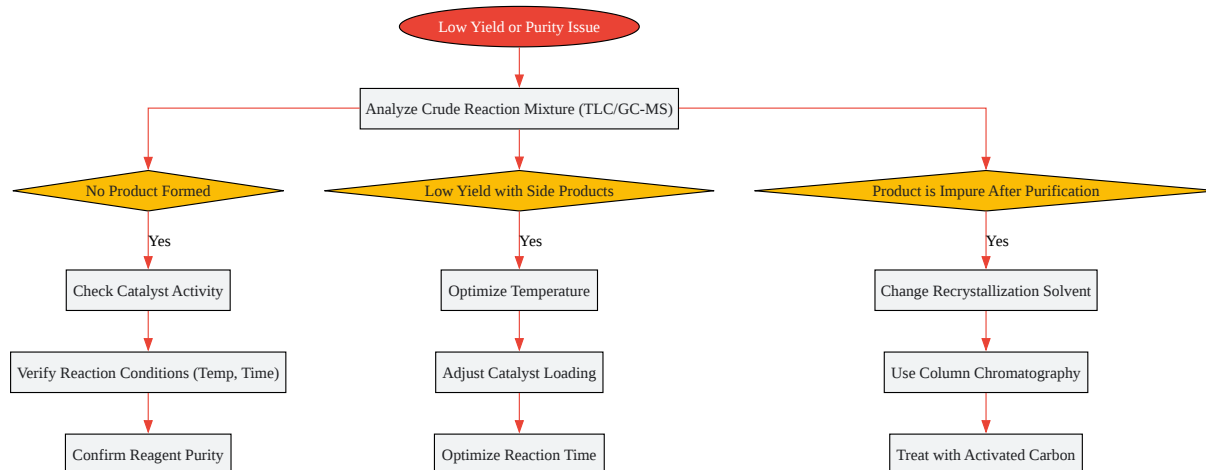 Low Yield or Purity Issue
Analyze Crude Reaction Mixture (TLC/GC-MS)
No Product Formed
Low Yield with Side Products
Product is Impure After Purification
Yes
Yes
Yes
Check Catalyst Activity
Optimize Temperature
Change Recrystallization Solvent
Verify Reaction Conditions (Temp, Time)
Adjust Catalyst Loading
Use Column Chromatography
Confirm Reagent Purity
Optimize Reaction Time
Treat with Activated Carbon